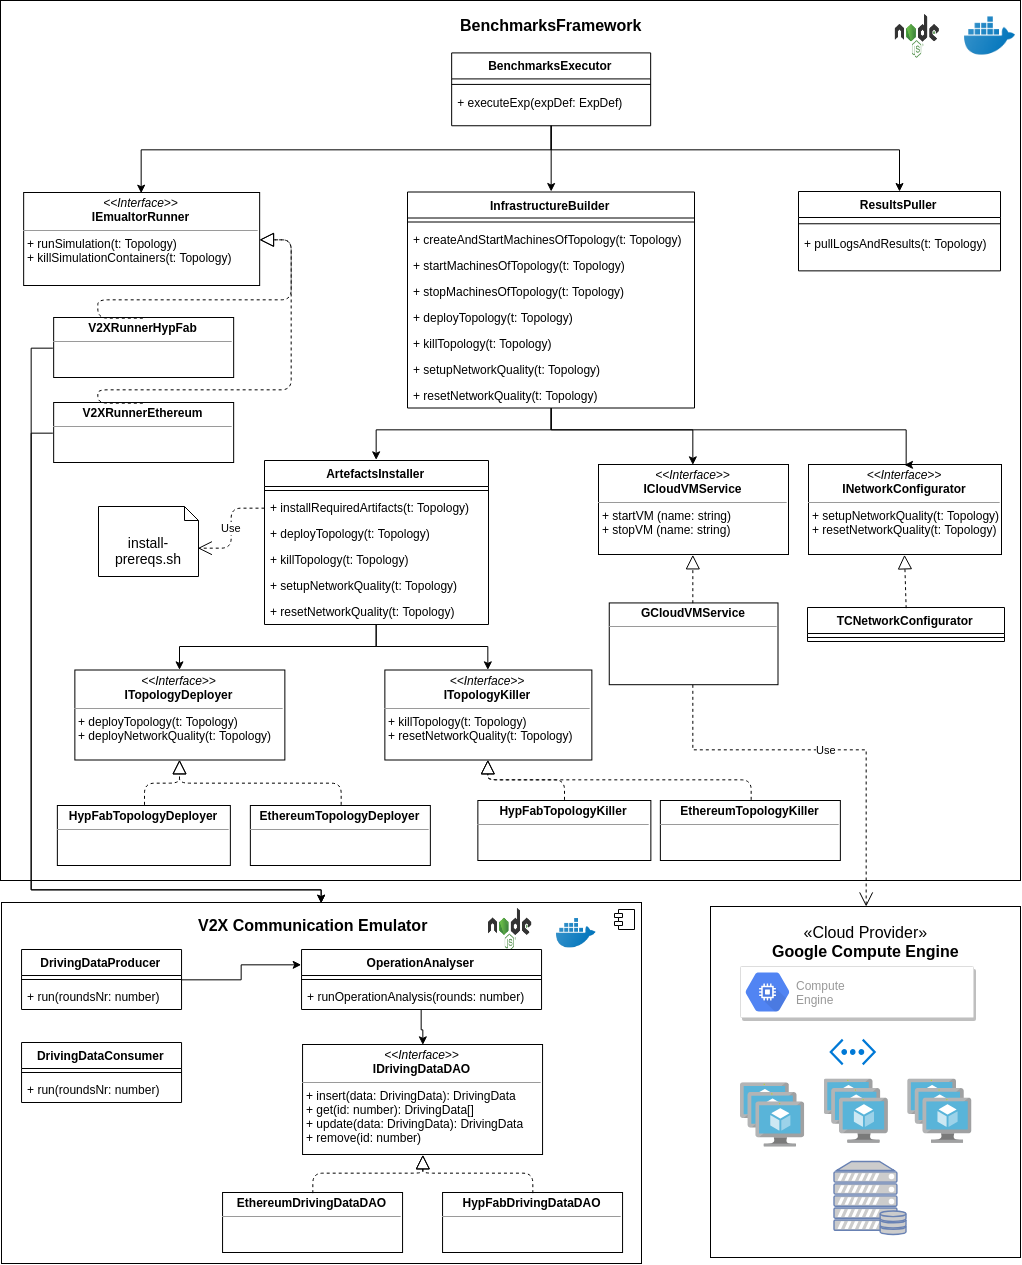 BenchmarksFramework
node
JS
BenchmarksExecutor
+ executeExp(expDef: ExpDef)
<<Interface>>
IEmualtorRunner
+ runSimulation(t: Topology)
+ killSimulationContainers(t: Topology)
InfrastructureBuilder
+ createAndStartMachinesOfTopology(t: Topology)
+ startMachinesOfTopology(t: Topology)
+ stopMachinesOfTopology(t: Topology)
+ deployTopology(t: Topology)
+ killTopology(t: Topology)
+ setupNetworkQuality(t: Topology)
+ resetNetworkQuality(t: Topology)
ResultsPuller
+ pullLogsAndResults(t: Topology)
V2XRunnerHypFab
V2XRunnerEthereum
ArtefactsInstaller
+ installRequiredArtifacts(t: Topology)
+ deployTopology(t: Topology)
+ killTopology(t: Topology)
+ setupNetworkQuality(t: Topology)
+ resetNetworkQuality(t: Topology)
Use
install-
prereqs.sh
<<Interface>>
ICloudVMService
+ startVM (name: string)
+ stopVM (name: string)
<<Interface>>
INetworkConfigurator
+ setupNetworkQuality(t: Topology)
+ resetNetworkQuality(t: Topology)
GCloudVMService
TCNetworkConfigurator
<<Interface>>
ITopologyDeployer
+ deployTopology(t: Topology)
+ deployNetworkQuality(t: Topology)
<<Interface>>
ITopologyKiller
+ killTopology(t: Topology)
+ resetNetworkQuality(t: Topology)
Use
HypFabTopologyDeployer
EthereumTopologyDeployer
HypFabTopologyKiller
EthereumTopologyKiller
V2X Communication Emulator
node
JS
DrivingDataProducer
+ run(roundsNr: number)
OperationAnalyser
+ runOperationAnalysis(rounds: number)
DrivingDataConsumer
+ run(roundsNr: number)
<<Interface>>
IDrivingDataDAO
+ insert(data: DrivingData): DrivingData
+ get(id: number): DrivingData[]
+ update(data: DrivingData): DrivingData
+ remove(id: number)
EthereumDrivingDataDAO
HypFabDrivingDataDAO
«Cloud Provider»
Google Compute Engine
Compute
Engine